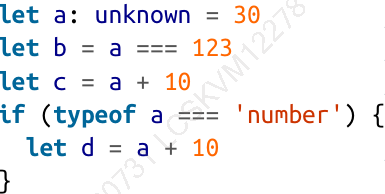 let a: unknown = 30
let b = a === 123
let c = a + 10
if (typeof a === 'number') {
  let d = a + 10
}